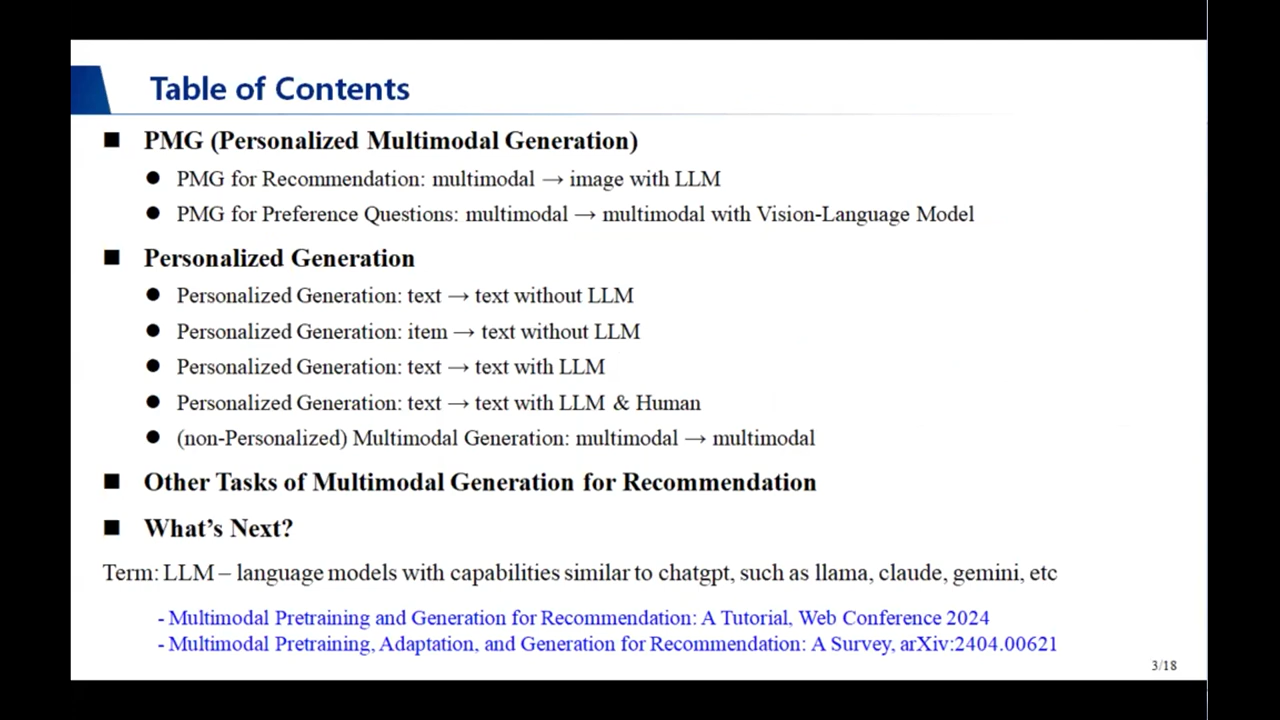 Table of Contents
■ PMG (Personalized Multimodal Generation)
● PMG for Recommendation: multimodal → image with LLM
● PMG for Preference Questions: multimodal → multimodal with Vision-Language Model
■ Personalized Generation
● Personalized Generation: text → text without LLM
● Personalized Generation: item → text without LLM
● Personalized Generation: text → text with LLM
● Personalized Generation: text → text with LLM & Human
● (non-Personalized) Multimodal Generation: multimodal → multimodal
■ Other Tasks of Multimodal Generation for Recommendation
■ What's Next?
Term: LLM – language models with capabilities similar to chatgpt, such as llama, claude, gemini, etc
- Multimodal Pretraining and Generation for Recommendation: A Tutorial, Web Conference 2024
- Multimodal Pretraining, Adaptation, and Generation for Recommendation: A Survey, arXiv:2404.00621
3/18